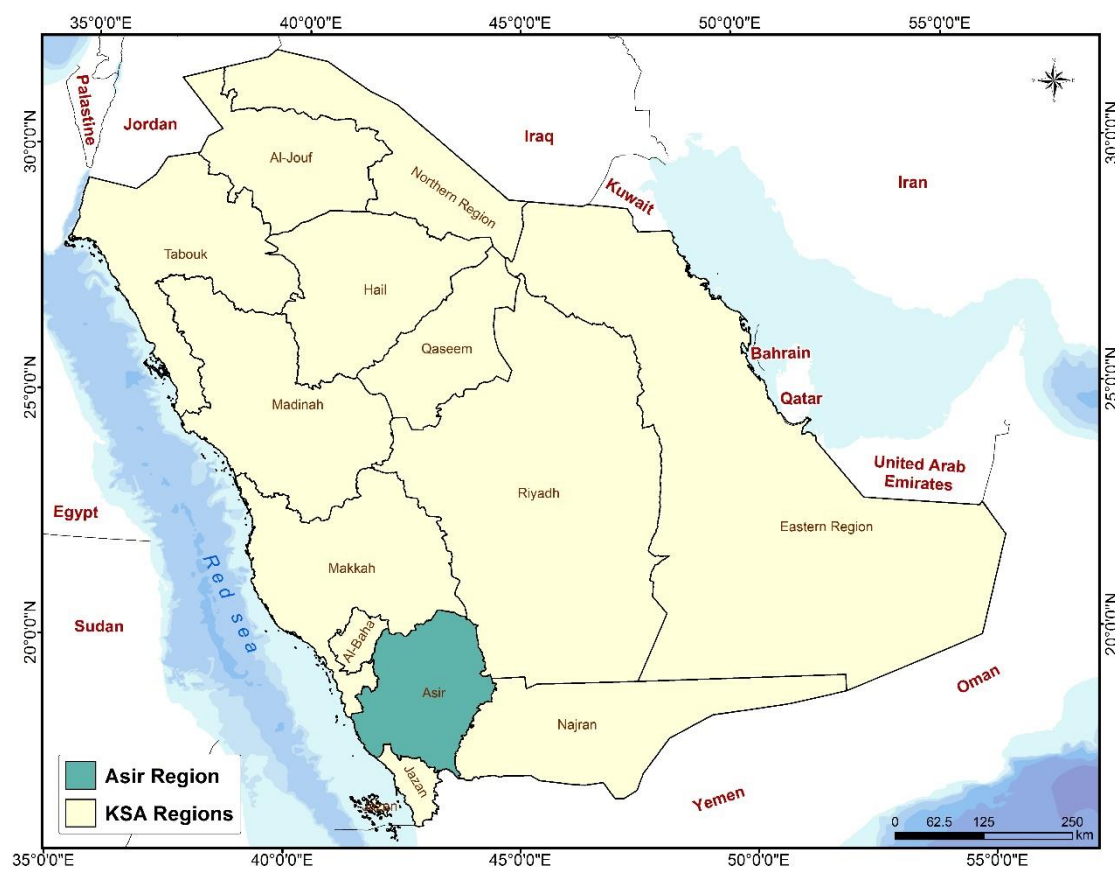 35°0'0"E
40°0'0"E
45°0'0"E
50°0'0"E
55°0'0"E
30°0'0"N
25°0'0"N
20°0'0"N
30°0'0"N
25°0'0"N
20°0'0"N
Palastine
Jordan
Iraq
Iran
Kuwait
Al-Jouf
Northern Region
Tabouk
Hail
Qaseem
Bahrain
Qatar
Madinah
United Arab
Emirates
Riyadh
Egypt
Eastern Region
Makkah
Red sea
Sudan
Al-Baha
Asir
Oman
Najran
Jazan
Yemen
Asir Region
KSA Regions
0 62.5 125 250
km
35°0'0"E
40°0'0"E
45°0'0"E
50°0'0"E
55°0'0"E